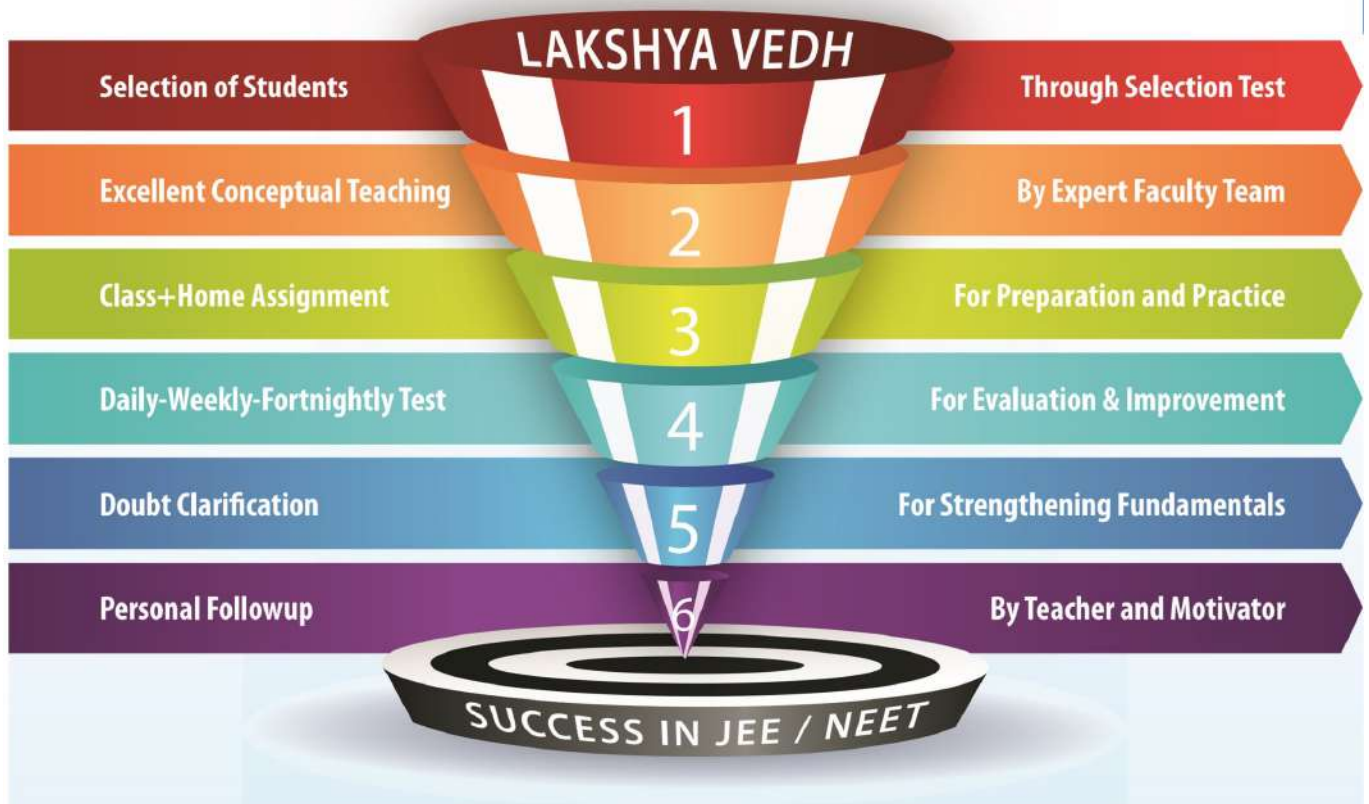 LAKSHYA VEDH
Selection of Students 1 Through Selection Test
Excellent Conceptual Teaching 2 By Expert Faculty Team
Class+Home Assignment 3 For Preparation and Practice
Daily-Weekly-Fortnightly Test 4 For Evaluation & Improvement
Doubt Clarification 5 For Strengthening Fundamentals
Personal Followup 6 By Teacher and Motivator
SUCCESS IN JEE / NEET